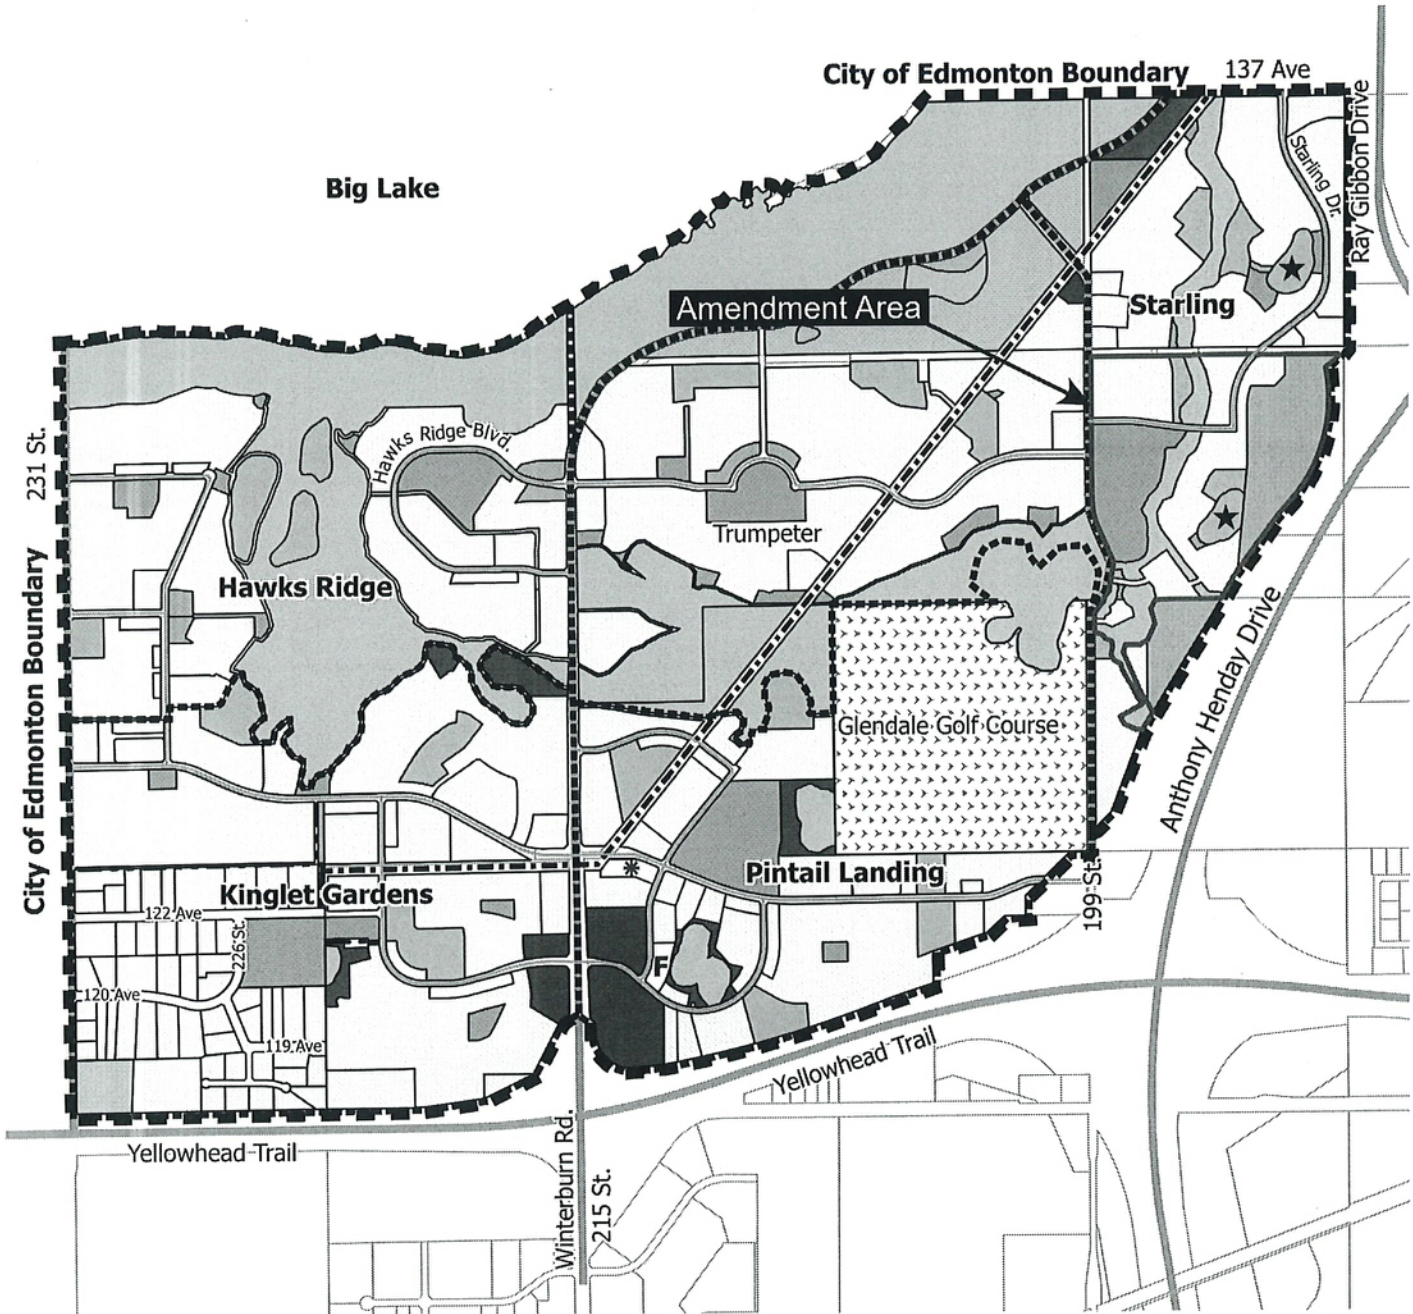 City of Edmonton Boundary
137 Ave
Ray Gibbon Drive
Starling Dr.
Big Lake
Amendment Area
Starling
231 St.
Hawks Ridge Blvd.
Trumpeter
Hawks Ridge
City of Edmonton Boundary
Anthony Henday Drive
Glendale Golf Course
Pintail Landing
Kinglet Gardens
122 Ave
226 St.
199 St.
F
120 Ave
119 Ave
Yellowhead Trail
Yellowhead Trail
Winterburn Rd.
215 St.